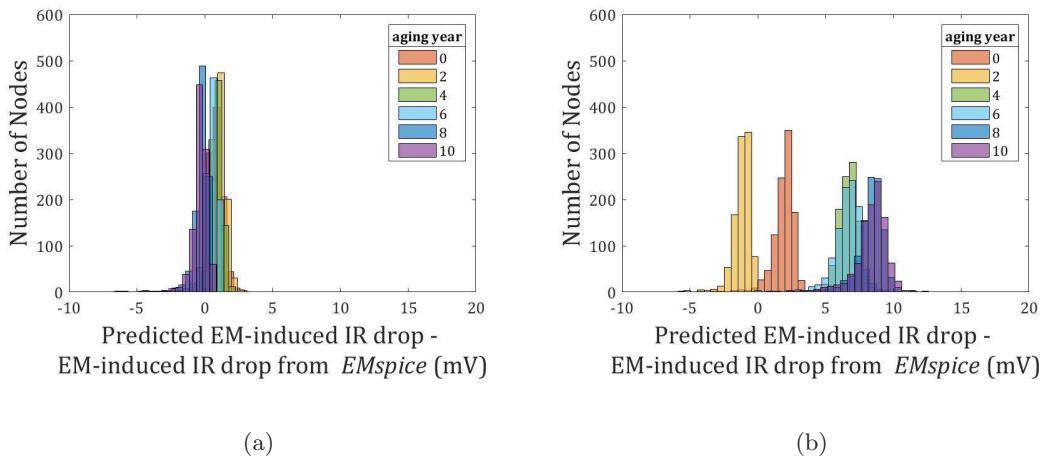 600
500
400
300
200
100
0
Number of Nodes
-10 -5 0 5 10 15 20
aging year
0
2
4
6
8
10
Predicted EM-induced IR drop -
EM-induced IR drop from EMspice (mV)
(a)
600
500
400
300
200
100
0
Number of Nodes
-10 -5 0 5 10 15 20
aging year
0
2
4
6
8
10
Predicted EM-induced IR drop -
EM-induced IR drop from EMspice (mV)
(b)